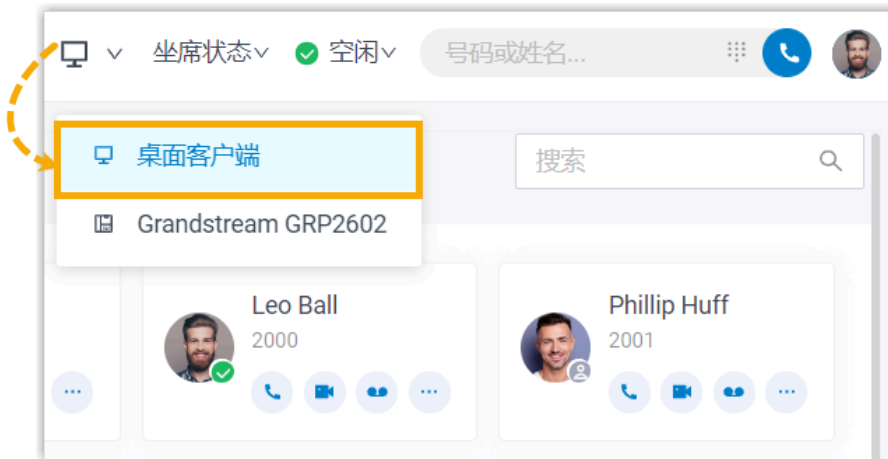 坐席状态 空闲 号码或姓名...
桌面客户端
搜索
Grandstream GRP2602
Leo Ball
2000
Phillip Huff
2001